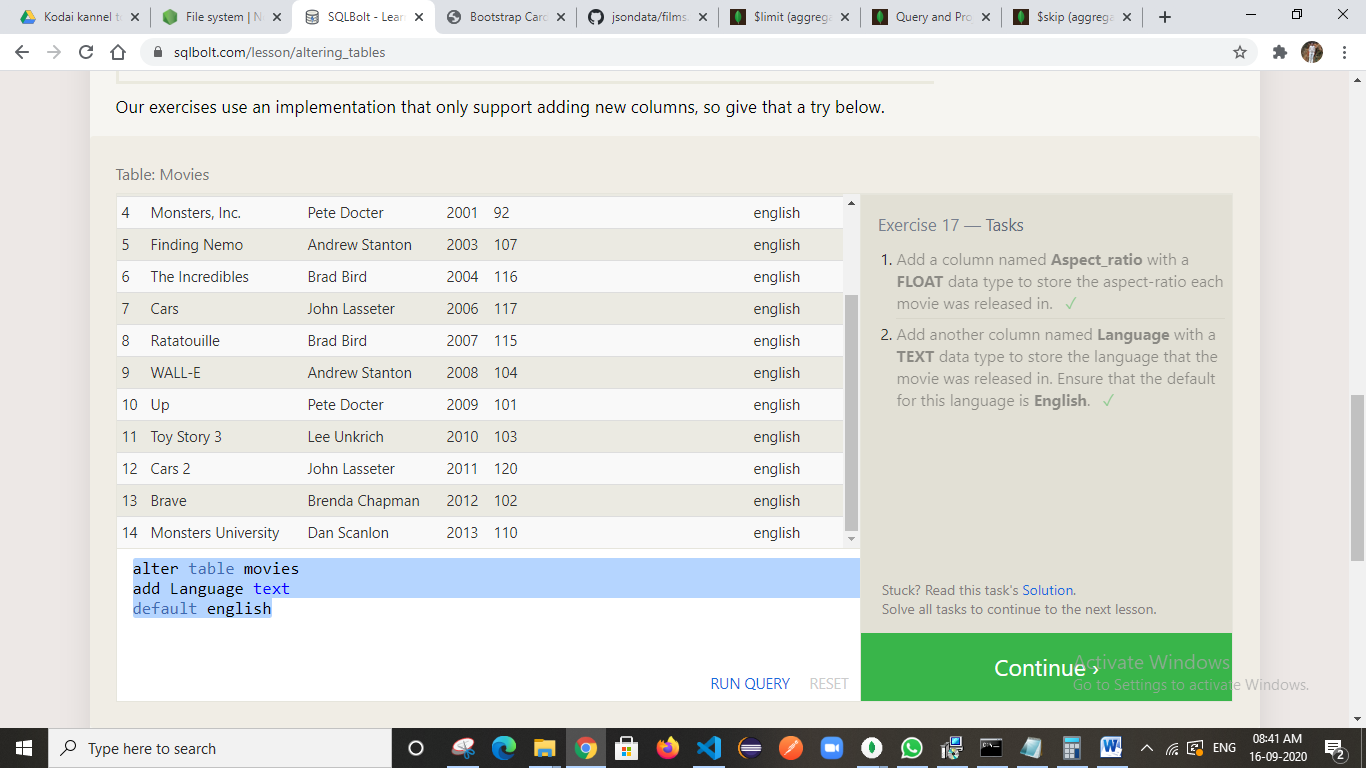 Kodai kannel t
File system | N
SQLBolt - Lear
Bootstrap Card
jsondata/films
$limit (aggrega
Query and Pro
$skip (aggrega
sqlbolt.com/lesson/altering_tables
Our exercises use an implementation that only support adding new columns, so give that a try below.
Table: Movies
4 Monsters, Inc. Pete Docter 2001 92 english
5 Finding Nemo Andrew Stanton 2003 107 english
6 The Incredibles Brad Bird 2004 116 english
7 Cars John Lasseter 2006 117 english
8 Ratatouille Brad Bird 2007 115 english
9 WALL-E Andrew Stanton 2008 104 english
10 Up Pete Docter 2009 101 english
11 Toy Story 3 Lee Unkrich 2010 103 english
12 Cars 2 John Lasseter 2011 120 english
13 Brave Brenda Chapman 2012 102 english
14 Monsters University Dan Scanlon 2013 110 english
alter table movies
add Language text
default english
RUN QUERY RESET
Exercise 17 — Tasks
1. Add a column named Aspect_ratio with a
FLOAT data type to store the aspect-ratio each
movie was released in. ✓
2. Add another column named Language with a
TEXT data type to store the language that the
movie was released in. Ensure that the default
for this language is English. ✓
Stuck? Read this task's Solution.
Solve all tasks to continue to the next lesson.
Continue ›
Activate Windows
Go to Settings to activate Windows.
Type here to search
ENG
08:41 AM
16-09-2020
2